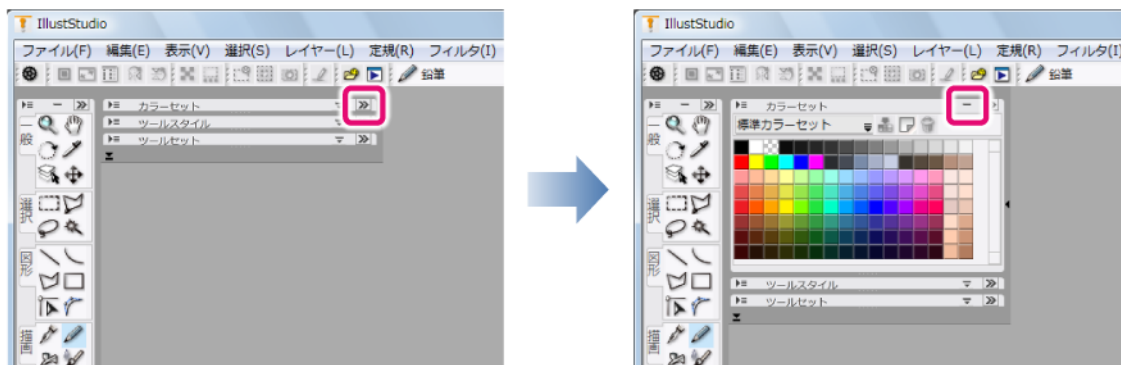 IllustStudio
ファイル(F) 編集(E) 表示(V) 選択(S) レイヤー(L) 定規(R) フィルタ(I)
鉛筆
カラーセット
ツールスタイル
ツールセット
一般
選択
図形
描画
IllustStudio
ファイル(F) 編集(E) 表示(V) 選択(S) レイヤー(L) 定規(R) フィルタ(I)
鉛筆
カラーセット
標準カラーセット
ツールスタイル
ツールセット
一般
選択
図形
描画